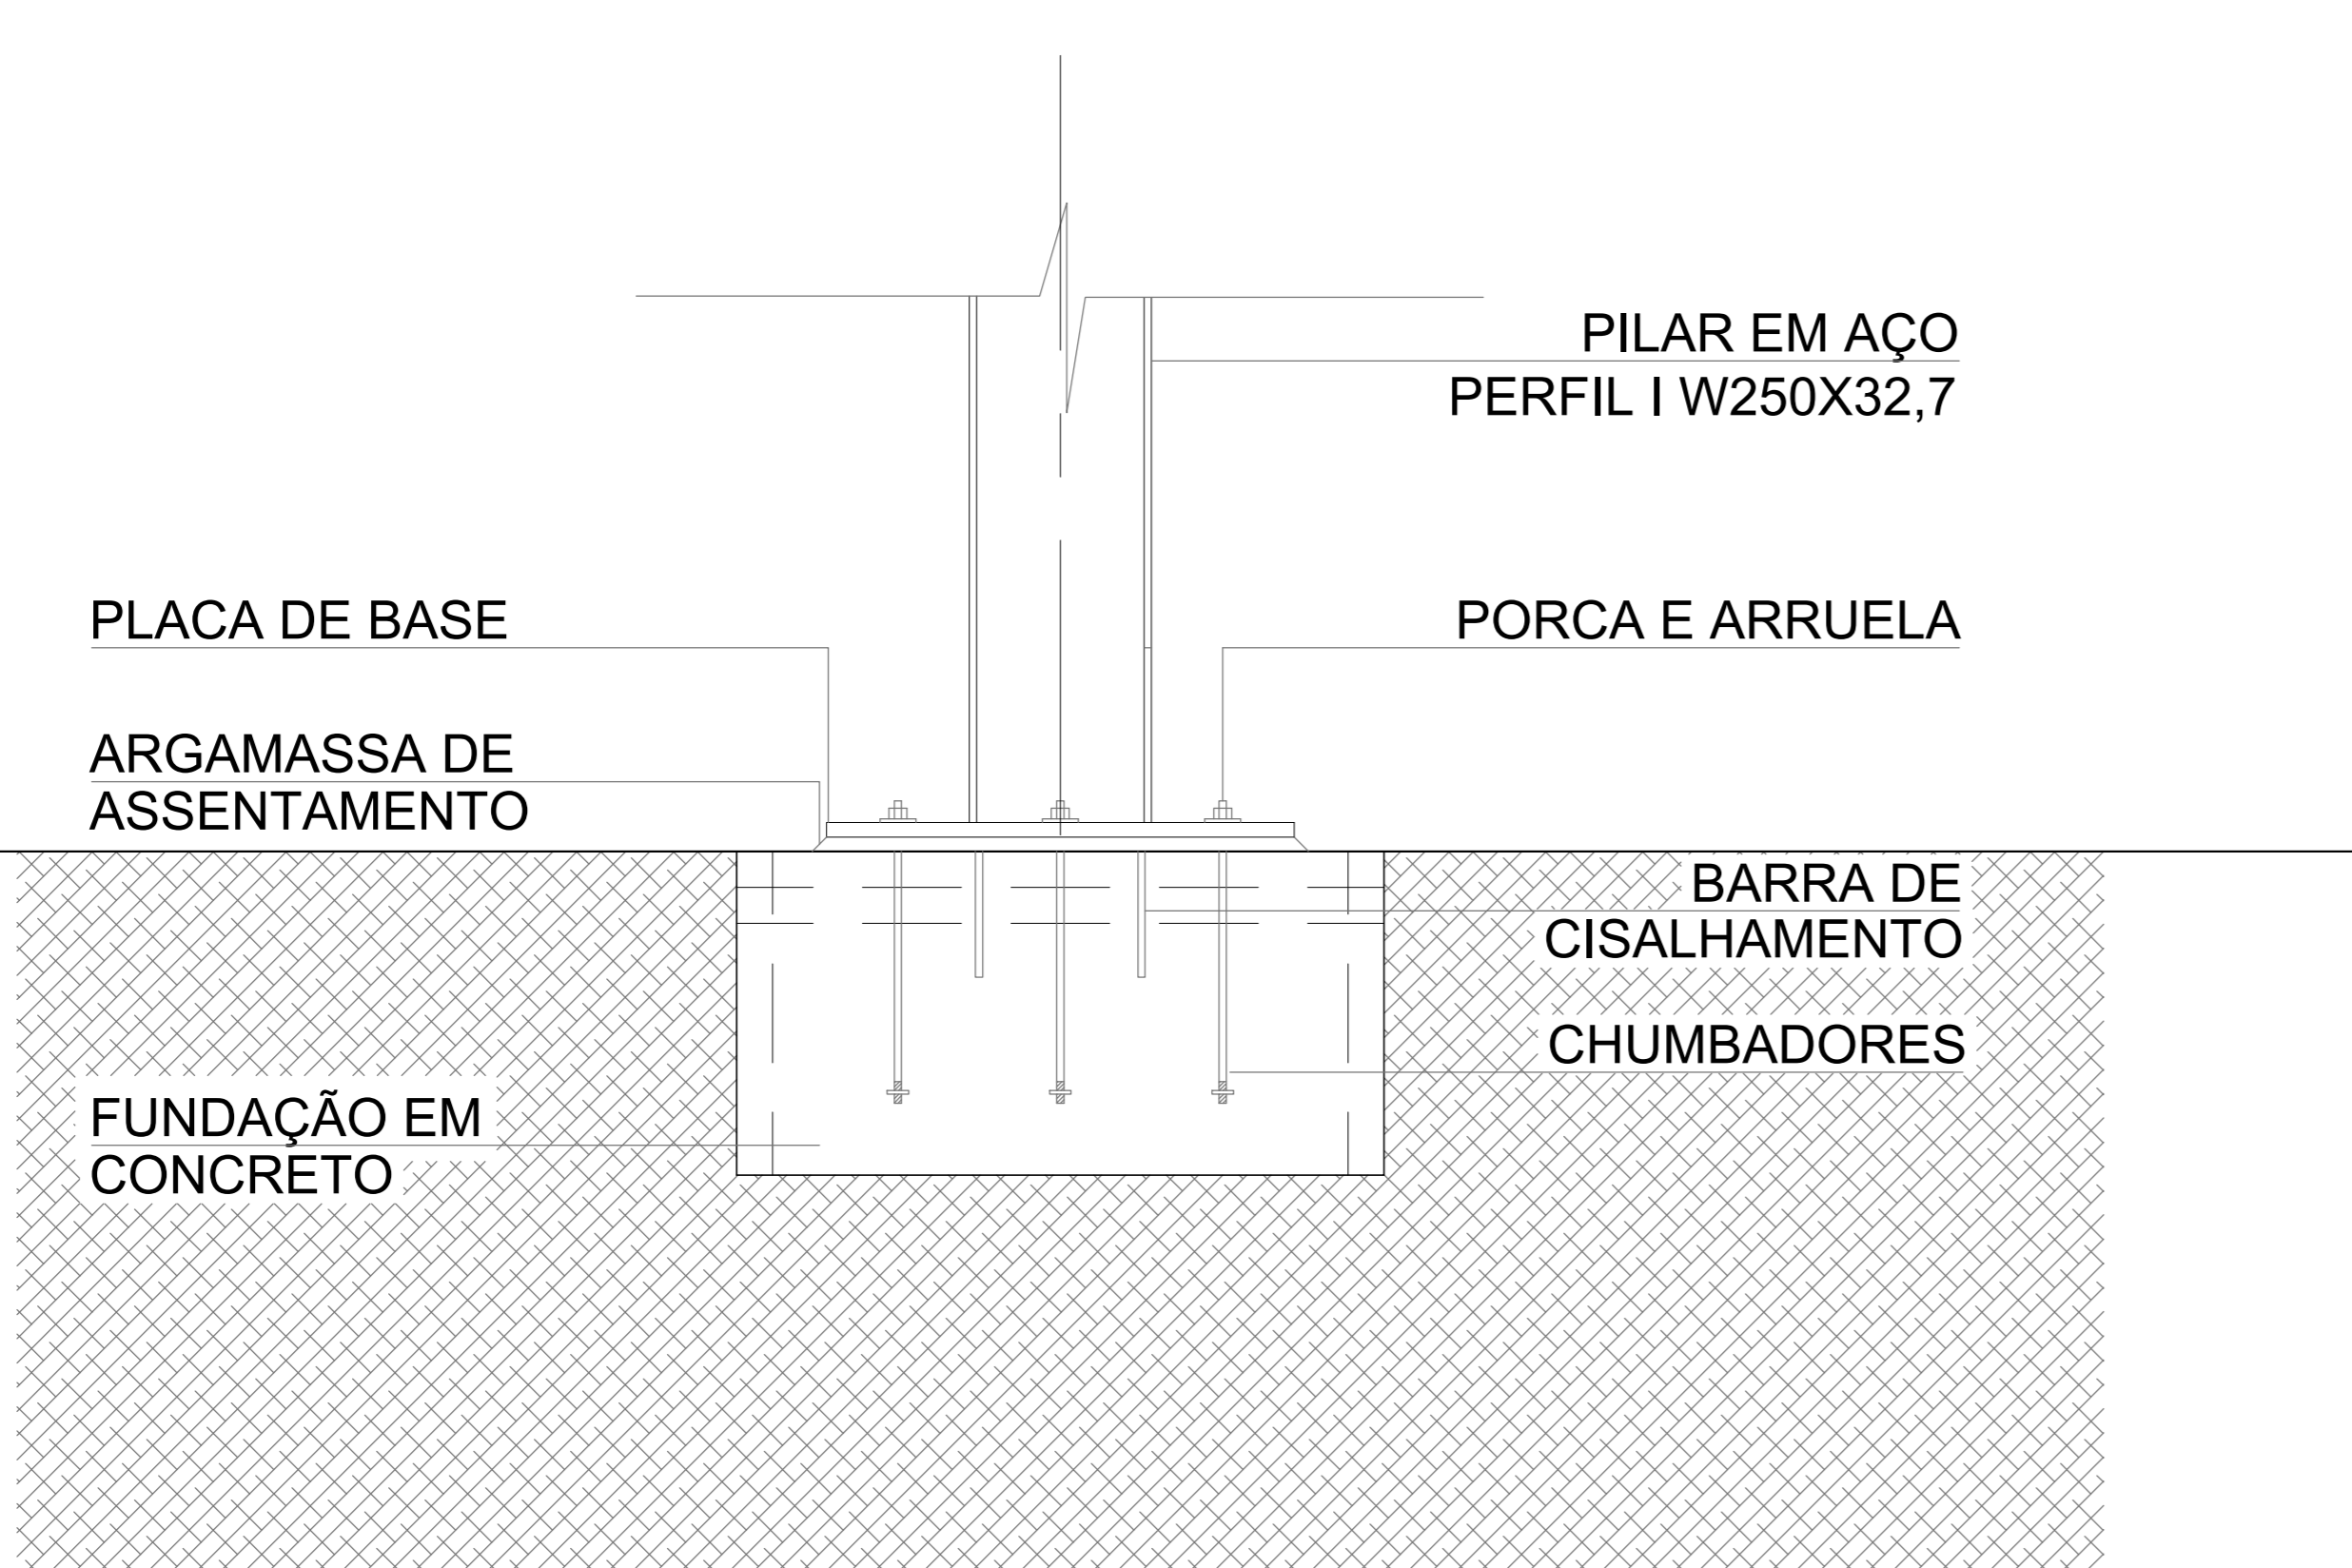 PILAR EM AÇO
PERFIL I W250X32,7
PLACA DE BASE
PORCA E ARRUELA
ARGAMASSA DE
ASSENTAMENTO
BARRA DE
CISALHAMENTO
CHUMBADORES
FUNDAÇÃO EM
CONCRETO